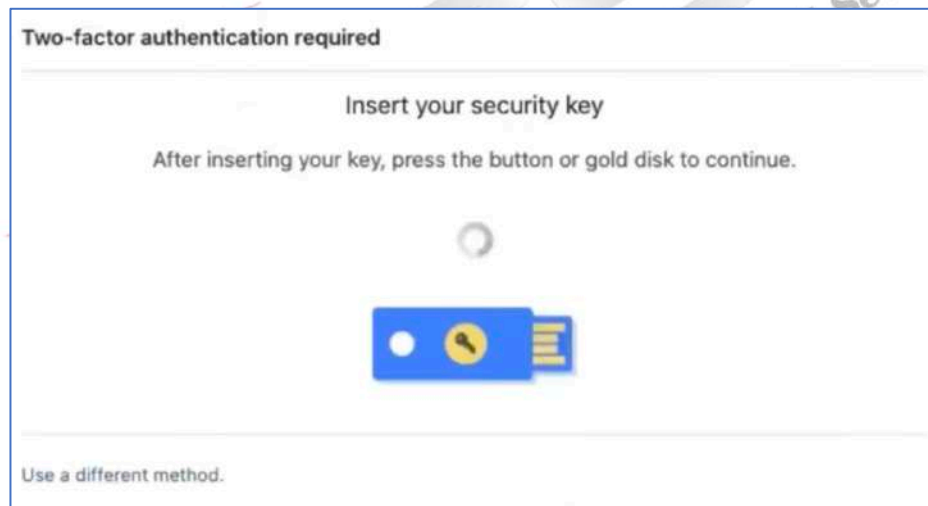 Two-factor authentication required
Insert your security key
After inserting your key, press the button or gold disk to continue.
Use a different method.